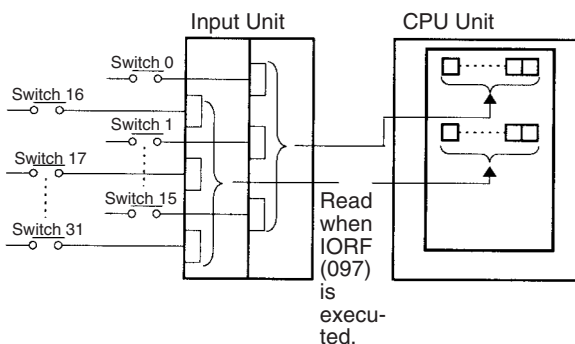 Input Unit
CPU Unit
Switch 0
Switch 16
Switch 1
Switch 17
Switch 15
Switch 31
Read
when
IORF
(097)
is
execu-
ted.